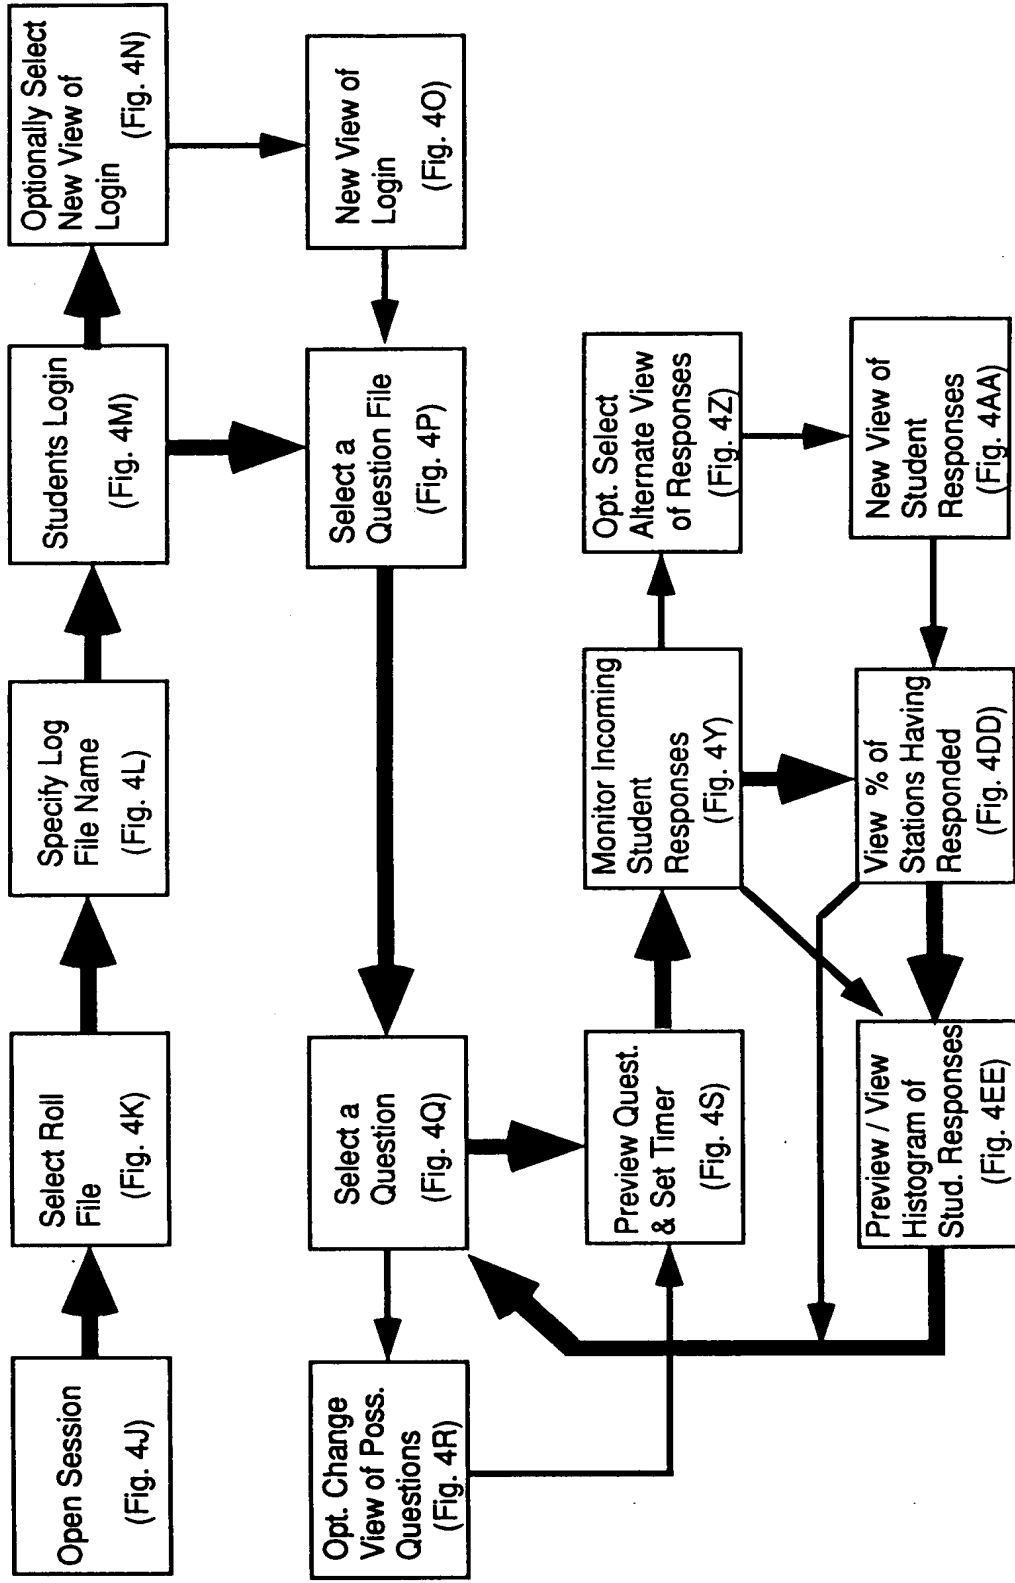 Open Session
(Fig. 4J)
Select Roll
File
(Fig. 4K)
Specify Log
File Name
(Fig. 4L)
Students Login
(Fig. 4M)
Optionally Select
New View of
Login
(Fig. 4N)
New View of
Login
(Fig. 4O)
Select a
Question File
(Fig. 4P)
Select a
Question
(Fig. 4Q)
Opt. Change
View of Poss.
Questions
(Fig. 4R)
Preview Quest.
& Set Timer
(Fig. 4S)
Monitor Incoming
Student
Responses
(Fig. 4Y)
Opt. Select
Alternate View
of Responses
(Fig. 4Z)
New View of
Student
Responses
(Fig. 4AA)
View % of
Stations Having
Responded
(Fig. 4DD)
Preview / View
Histogram of
Stud. Responses
(Fig. 4EE)